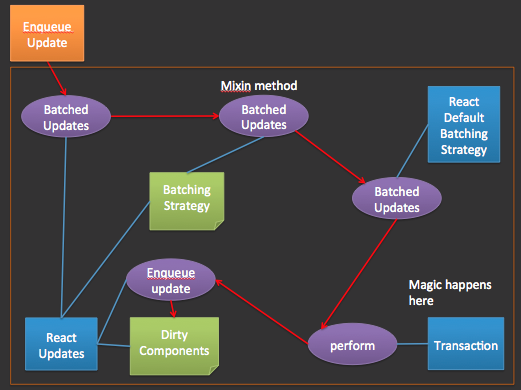 Enqueue
Update
Mixin method
Batched
Updates
Batched
Updates
React
Default
Batching
Strategy
Batching
Strategy
Batched
Updates
Enqueue
update
Magic happens
here
React
Updates
Dirty
Components
perform
Transaction